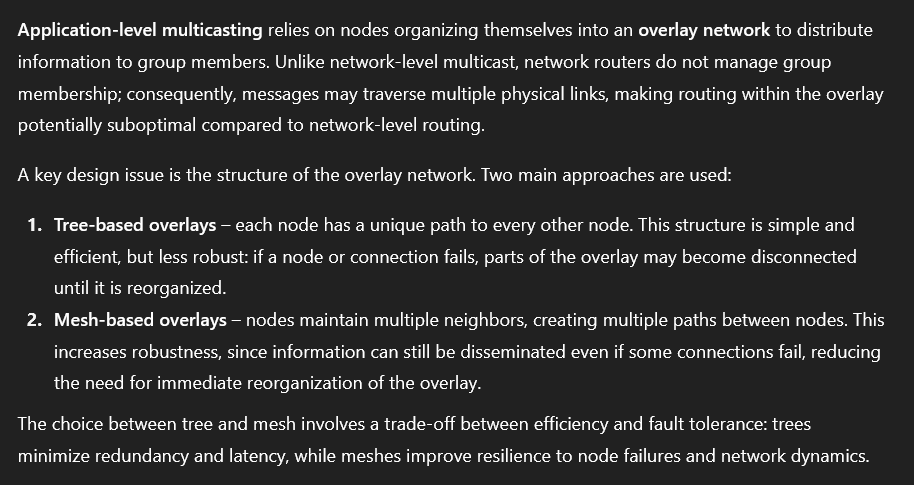 Application-level multicasting relies on nodes organizing themselves into an overlay network to distribute
information to group members. Unlike network-level multicast, network routers do not manage group
membership; consequently, messages may traverse multiple physical links, making routing within the overlay
potentially suboptimal compared to network-level routing.
A key design issue is the structure of the overlay network. Two main approaches are used:
1. Tree-based overlays – each node has a unique path to every other node. This structure is simple and
efficient, but less robust: if a node or connection fails, parts of the overlay may become disconnected
until it is reorganized.
2. Mesh-based overlays – nodes maintain multiple neighbors, creating multiple paths between nodes. This
increases robustness, since information can still be disseminated even if some connections fail, reducing
the need for immediate reorganization of the overlay.
The choice between tree and mesh involves a trade-off between efficiency and fault tolerance: trees
minimize redundancy and latency, while meshes improve resilience to node failures and network dynamics.